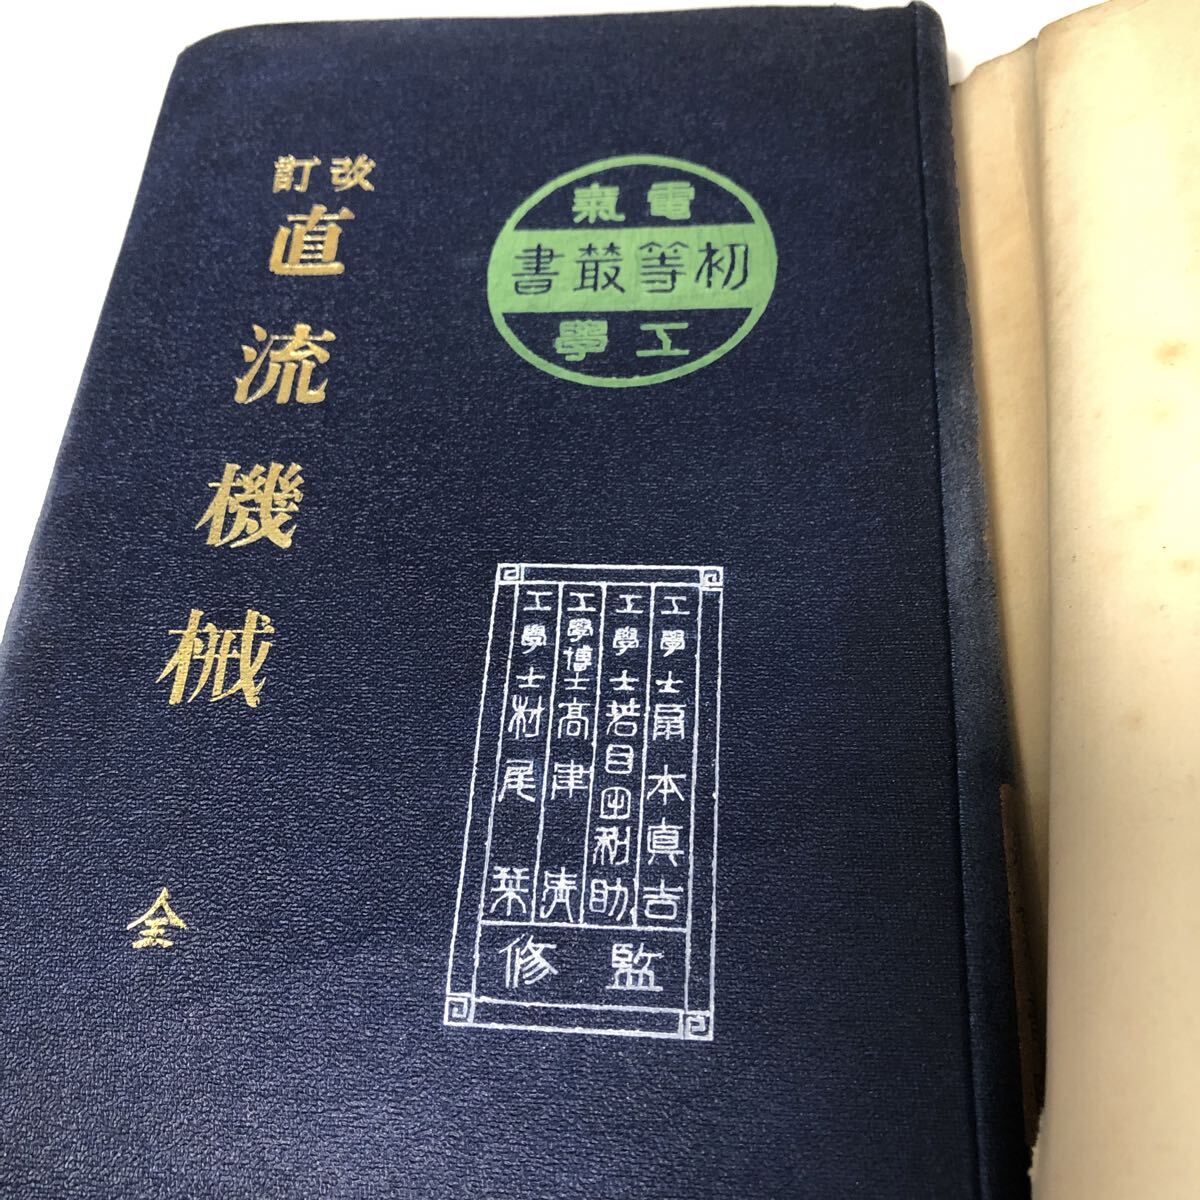 改訂
直流機械
全
電氣
初等叢書
工學
工學士扇本真吉
工學士若目田利助
工學博士高津清
工學士村尾栞
監修